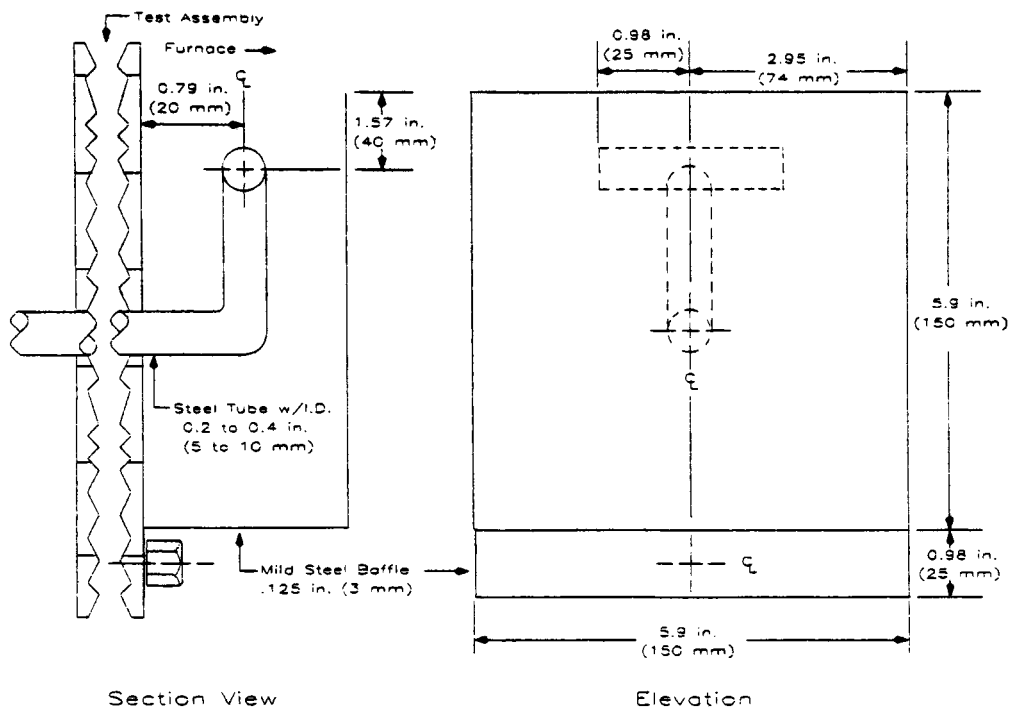 Test Assembly
Furnace
℄
0.79 in.
(20 mm)
1.57 in.
(40 mm)
Steel Tube w/I.D.
0.2 to 0.4 in.
(5 to 10 mm)
Mild Steel Baffle
.125 in. (3 mm)
Section View
0.98 in.
(25 mm)
2.95 in.
(74 mm)
5.9 in.
(150 mm)
℄
℄
0.98 in.
(25 mm)
5.9 in.
(150 mm)
Elevation